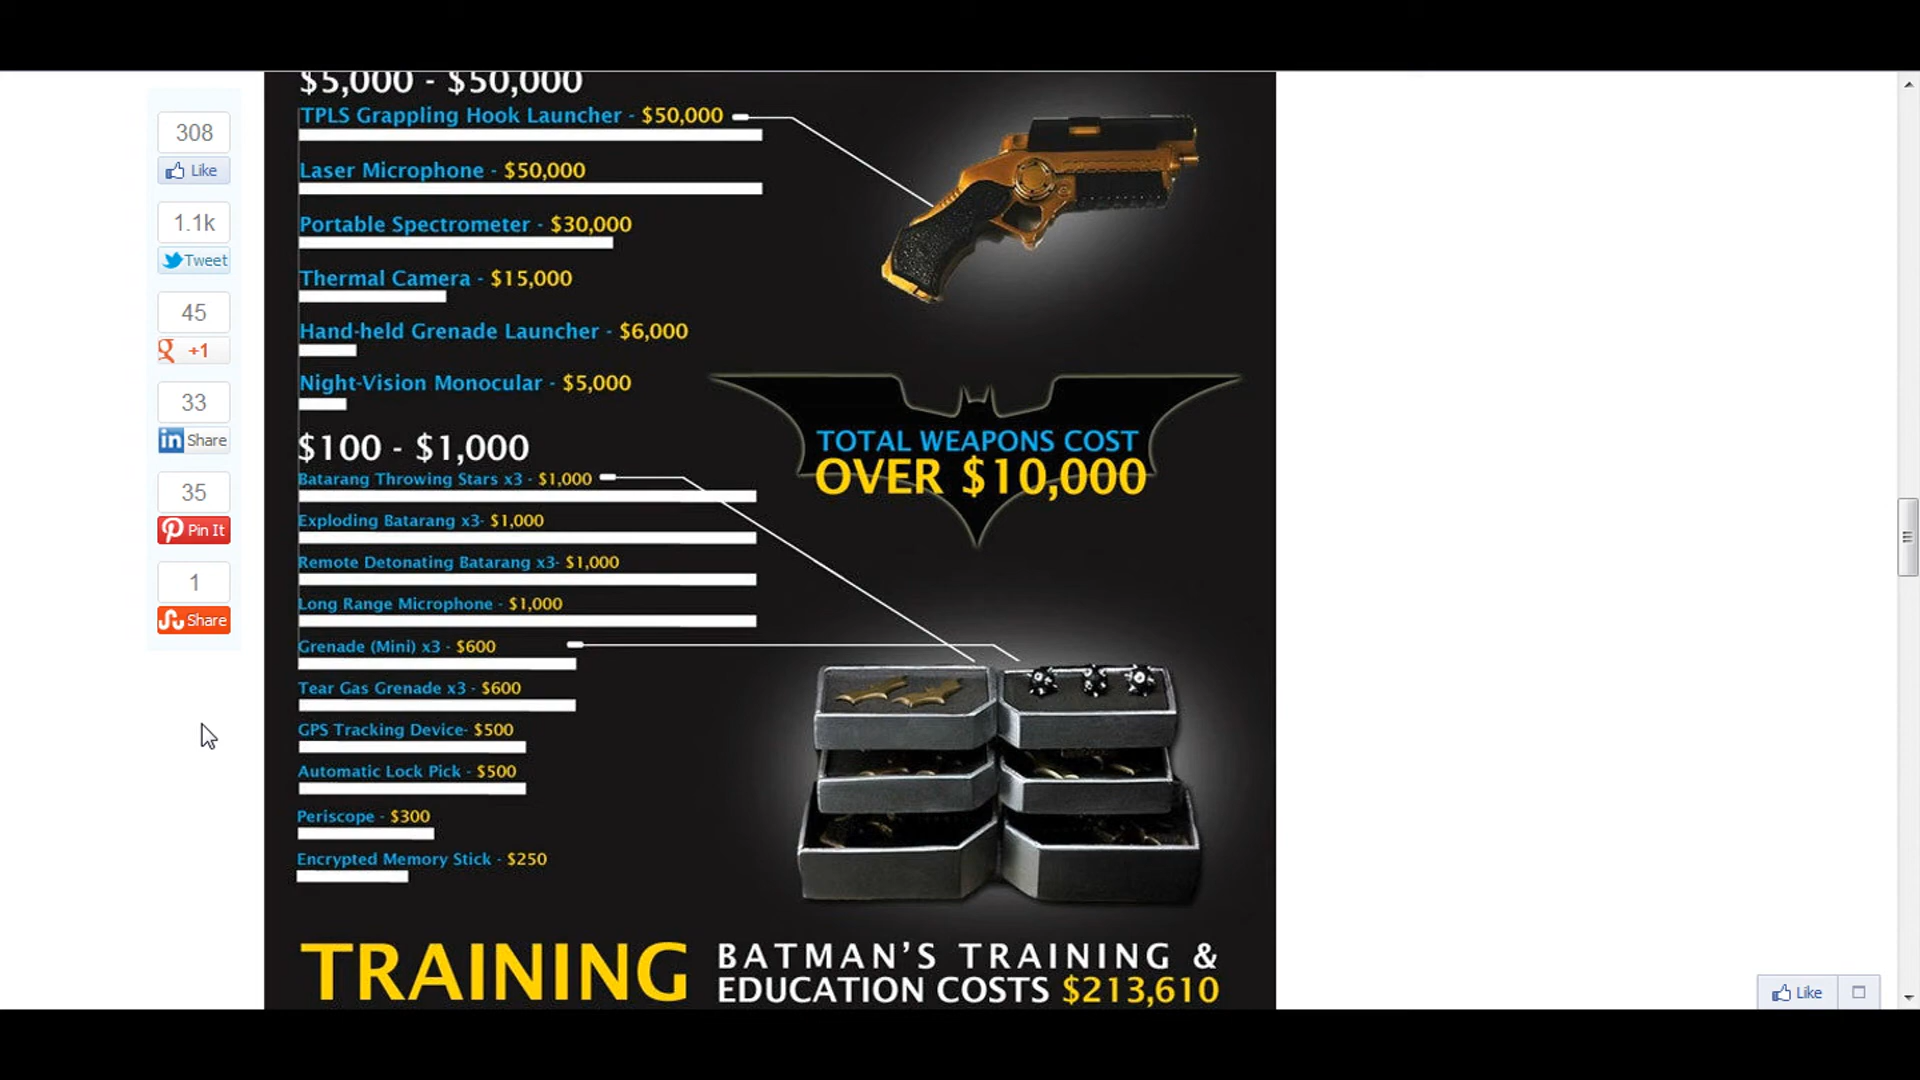 $5,000 - $50,000
TPLS Grappling Hook Launcher - $50,000
Laser Microphone - $50,000
Portable Spectrometer - $30,000
Thermal Camera - $15,000
Hand-held Grenade Launcher - $6,000
Night-Vision Monocular - $5,000
$100 - $1,000
Batarang Throwing Stars x3 - $1,000
Exploding Batarang x3- $1,000
Remote Detonating Batarang x3- $1,000
Long Range Microphone - $1,000
Grenade (Mini) x3 - $600
Tear Gas Grenade x3 - $600
GPS Tracking Device- $500
Automatic Lock Pick - $500
Periscope - $300
Encrypted Memory Stick - $250
TOTAL WEAPONS COST
OVER $10,000
TRAINING
BATMAN'S TRAINING &
EDUCATION COSTS $213,610
308
Like
1.1k
Tweet
45
+1
33
in Share
35
Pin It
1
Share
Like